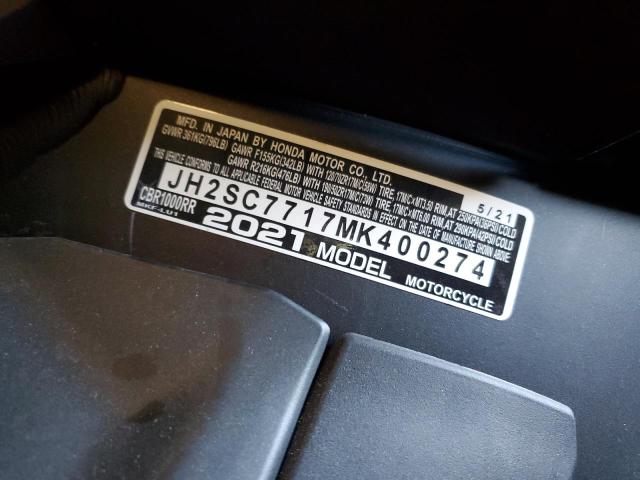 MFD. IN JAPAN BY HONDA MOTOR CO., LTD. 5/21
GVWR 361KG(796LB) GAWR F155KG(342LB) WITH 120/70ZR17M/C(58W) TIRE, 17M/C×MT3.50 RIM, AT 250KPA(36PSI)/COLD
GAWR R216KG(476LB) WITH 190/50ZR17M/C(73W) TIRE, 17M/C×MT6.00 RIM, AT 290KPA(42PSI)/COLD
THIS VEHICLE CONFORMS TO ALL APPLICABLE FEDERAL MOTOR VEHICLE SAFETY STANDARDS IN EFFECT ON THE DATE OF MANUFACTURE SHOWN ABOVE.
JH2SC7717MK400274
CBR1000RR
MKF-LU1
2021 MODEL MOTORCYCLE